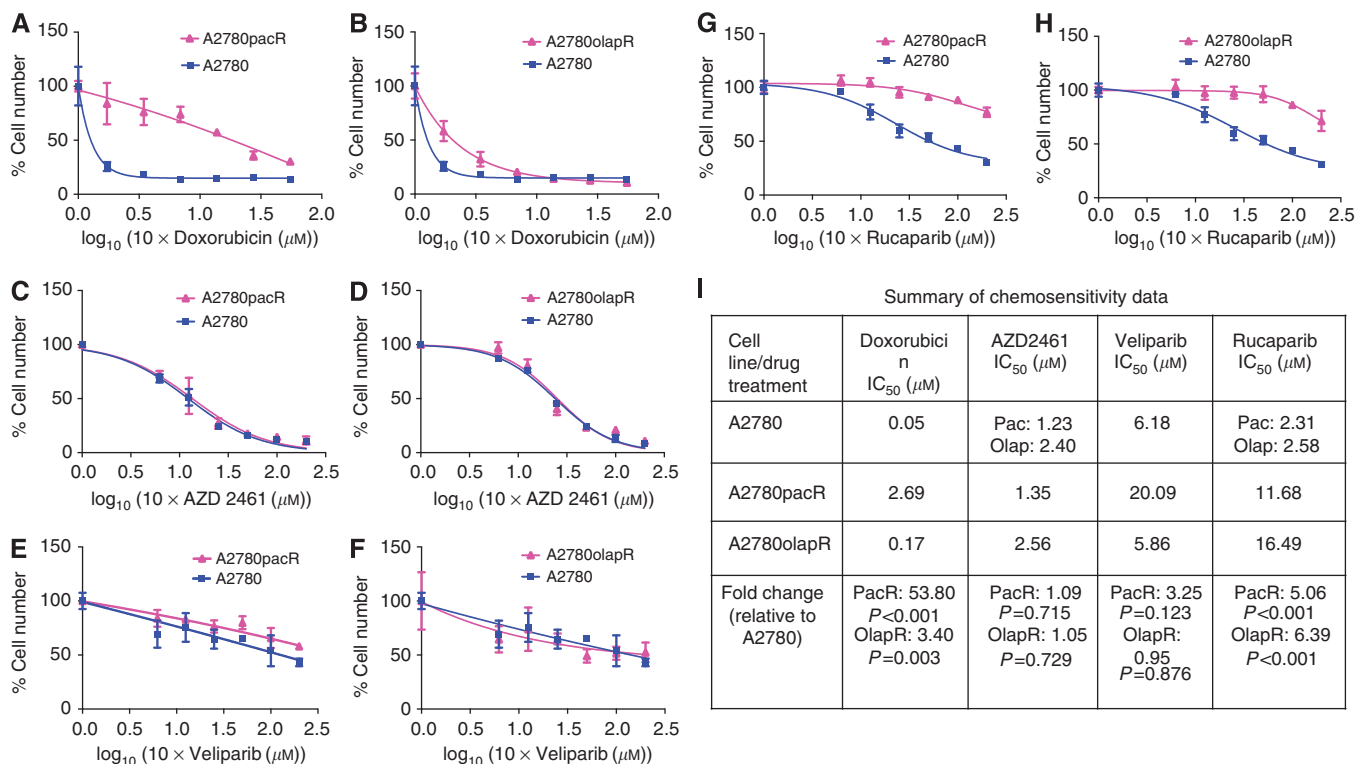 A
150
100
50
0
% Cell number
A2780pacR
A2780
0.0 0.5 1.0 1.5 2.0
log10 (10 × Doxorubicin (μM))
B
150
100
50
0
% Cell number
A2780olapR
A2780
0.0 0.5 1.0 1.5 2.0
log10 (10 × Doxorubicin (μM))
G
150
100
50
0
% Cell number
A2780pacR
A2780
0.0 0.5 1.0 1.5 2.0 2.5
log10 (10 × Rucaparib (μM))
H
150
100
50
0
% Cell number
A2780olapR
A2780
0.0 0.5 1.0 1.5 2.0 2.5
log10 (10 × Rucaparib (μM))
C
150
100
50
0
% Cell number
A2780pacR
A2780
0.0 0.5 1.0 1.5 2.0 2.5
log10 (10 × AZD 2461 (μM))
D
150
100
50
0
% Cell number
A2780olapR
A2780
0.0 0.5 1.0 1.5 2.0 2.5
log10 (10 × AZD 2461 (μM))
E
150
100
50
0
% Cell number
A2780pacR
A2780
0.0 0.5 1.0 1.5 2.0 2.5
log10 (10 × Veliparib (μM))
F
150
100
50
0
% Cell number
A2780olapR
A2780
0.0 0.5 1.0 1.5 2.0 2.5
log10 (10 × Veliparib (μM))
I
Summary of chemosensitivity data
Cell
line/drug
treatment
Doxorubici
n
IC50 (μM)
AZD2461
IC50 (μM)
Veliparib
IC50 (μM)
Rucaparib
IC50 (μM)
A2780
0.05
Pac: 1.23
Olap: 2.40
6.18
Pac: 2.31
Olap: 2.58
A2780pacR
2.69
1.35
20.09
11.68
A2780olapR
0.17
2.56
5.86
16.49
Fold change
(relative to
A2780)
PacR: 53.80
P<0.001
OlapR: 3.40
P=0.003
PacR: 1.09
P=0.715
OlapR: 1.05
P=0.729
PacR: 3.25
P=0.123
OlapR:
0.95
P=0.876
PacR: 5.06
P<0.001
OlapR: 6.39
P<0.001